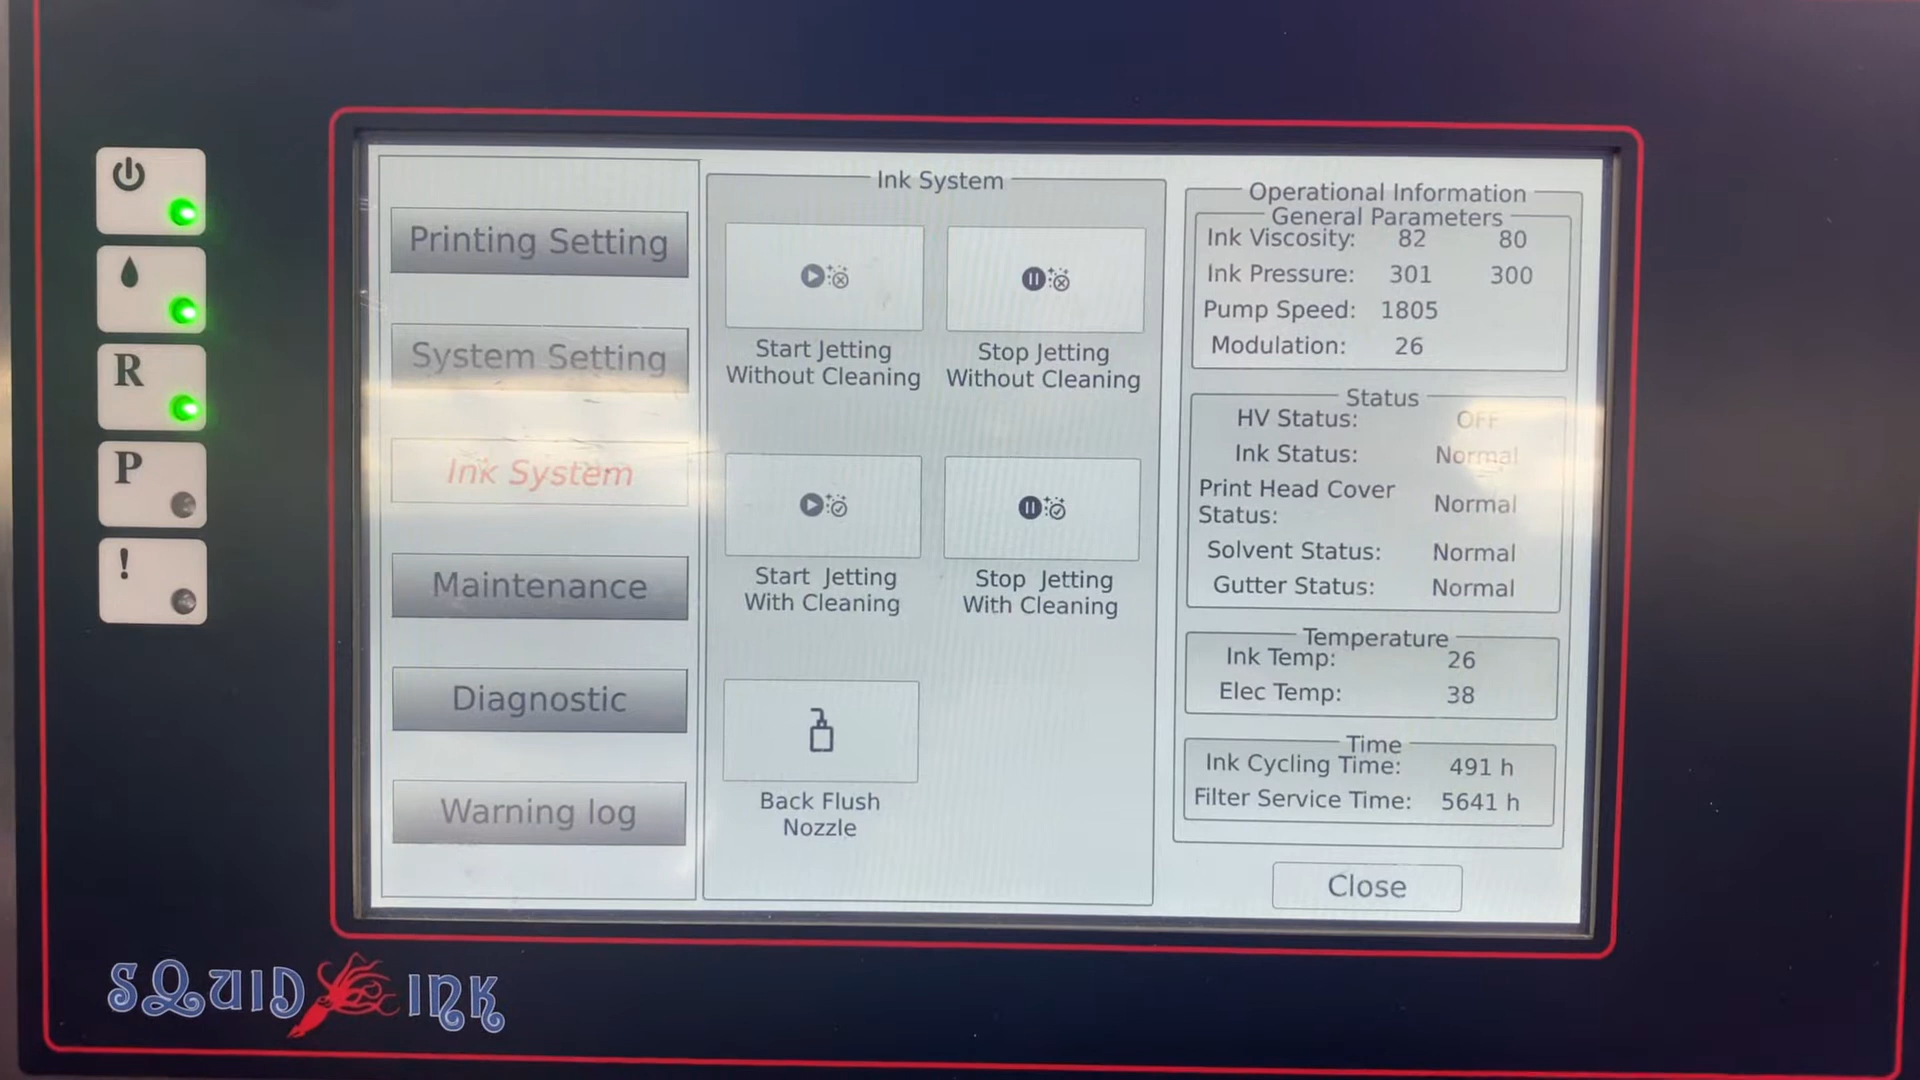 R
P
!
Printing Setting
System Setting
Ink System
Maintenance
Diagnostic
Warning log
Ink System
Start Jetting
Without Cleaning
Stop Jetting
Without Cleaning
Start Jetting
With Cleaning
Stop Jetting
With Cleaning
Back Flush
Nozzle
Operational Information
General Parameters
Ink Viscosity: 82 80
Ink Pressure: 301 300
Pump Speed: 1805
Modulation: 26
Status
HV Status: OFF
Ink Status: Normal
Print Head Cover
Status: Normal
Solvent Status: Normal
Gutter Status: Normal
Temperature
Ink Temp: 26
Elec Temp: 38
Time
Ink Cycling Time: 491 h
Filter Service Time: 5641 h
Close
SQUID INK